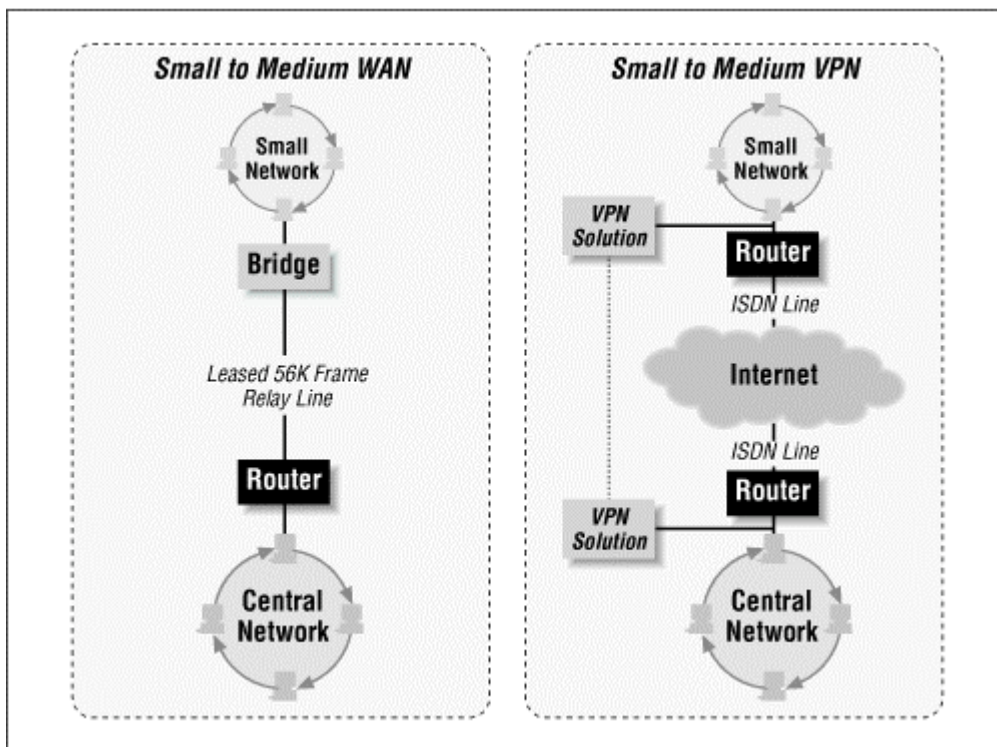 Small to Medium WAN
Small
Network
Bridge
Leased 56K Frame
Relay Line
Router
Central
Network
Small to Medium VPN
Small
Network
VPN
Solution
Router
ISDN Line
Internet
ISDN Line
Router
VPN
Solution
Central
Network